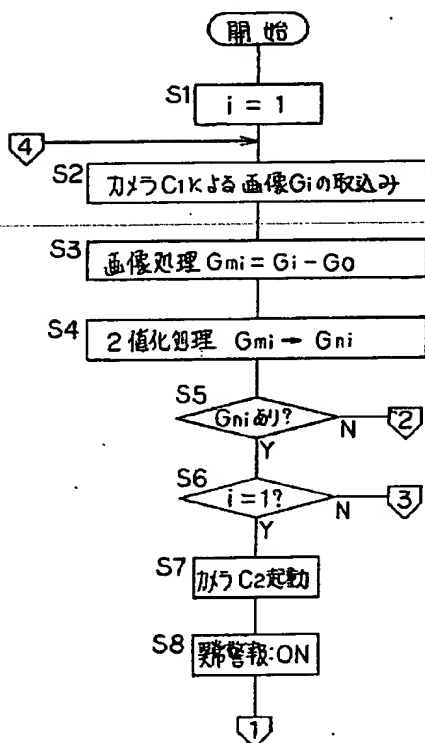 開始
S1
i = 1
4
S2
カメラC1による画像Giの取込み
S3
画像処理 Gmi = Gi - G0
S4
2値化処理 Gmi → Gni
S5
Gniあり?
N
2
Y
S6
i = 1?
N
3
Y
S7
カメラC2起動
S8
異常警報:ON
1